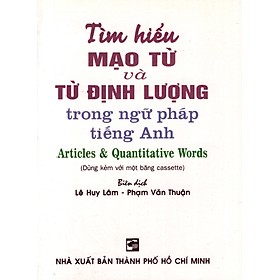 Tìm hiểu
MẠO TỪ
và
TỪ ĐỊNH LƯỢNG
trong ngữ pháp
tiếng Anh
Articles & Quantitative Words
(Dùng kèm với một băng cassette)
Biên dịch
Lê Huy Lâm - Phạm Văn Thuận
NHÀ XUẤT BẢN THÀNH PHỐ HỒ CHÍ MINH